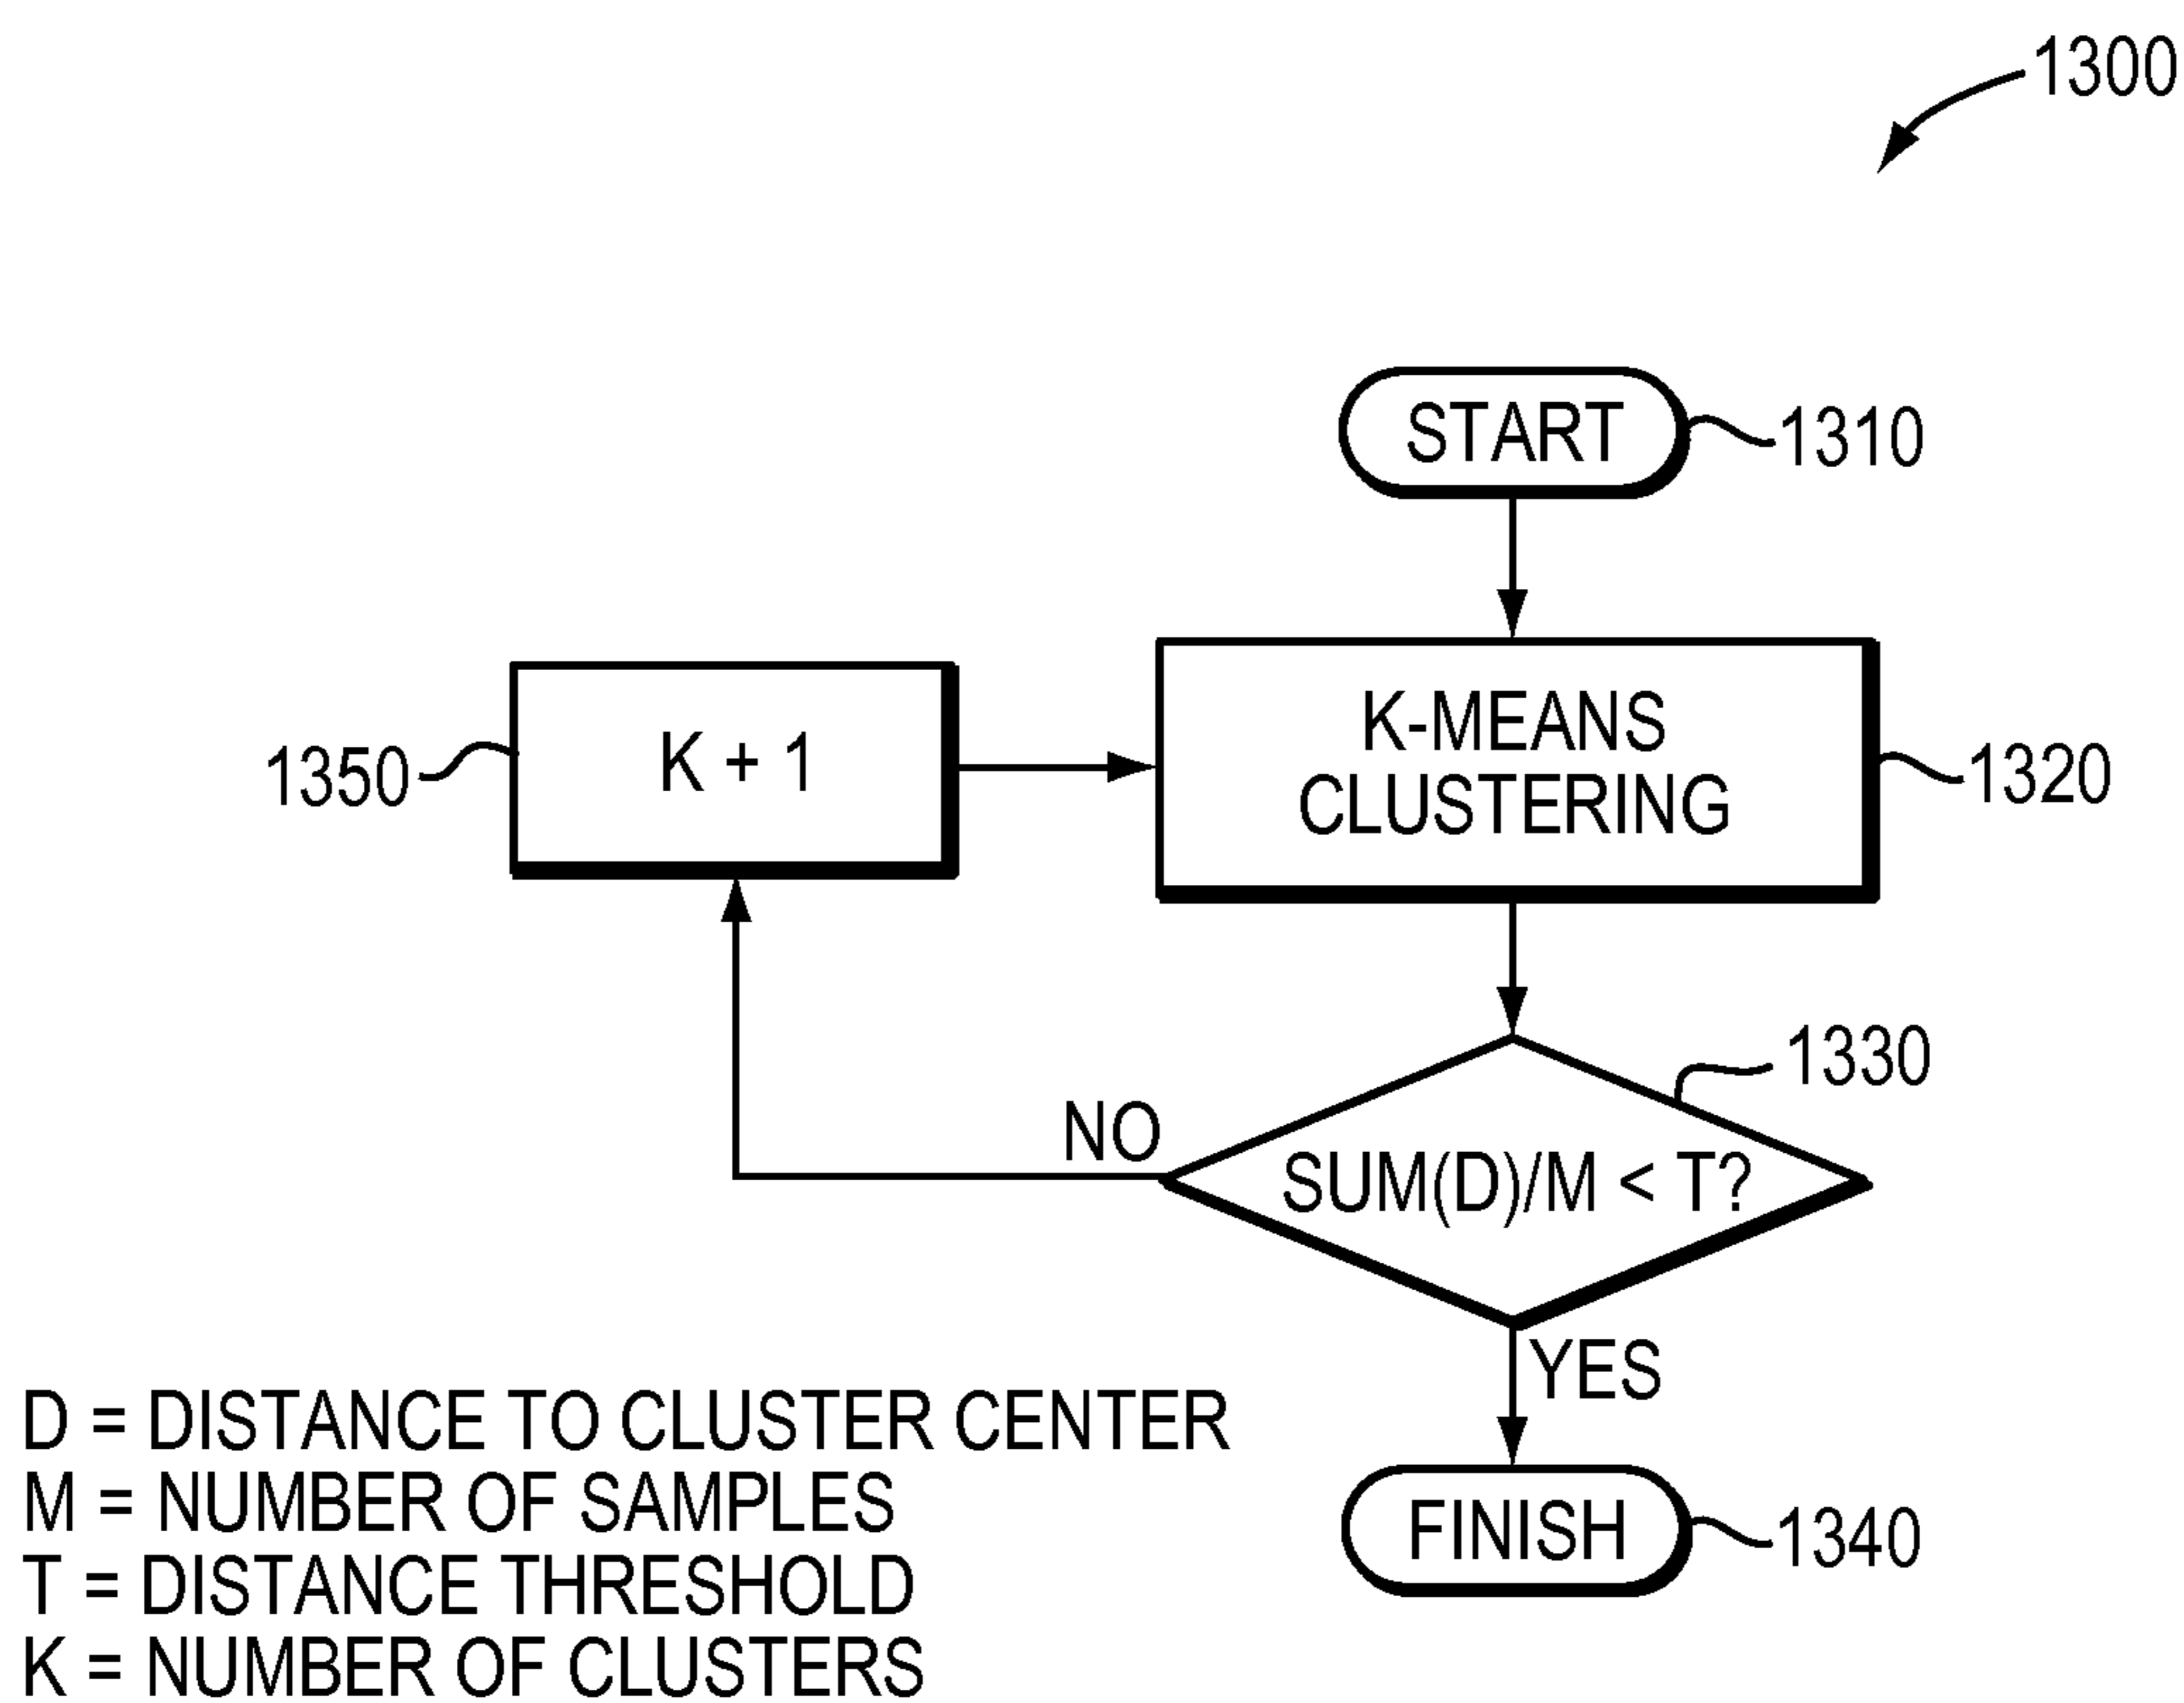 1300
START
1310
K-MEANS
CLUSTERING
1320
K + 1
1350
1330
SUM(D)/M < T?
NO
YES
FINISH
1340
D = DISTANCE TO CLUSTER CENTER
M = NUMBER OF SAMPLES
T = DISTANCE THRESHOLD
K = NUMBER OF CLUSTERS